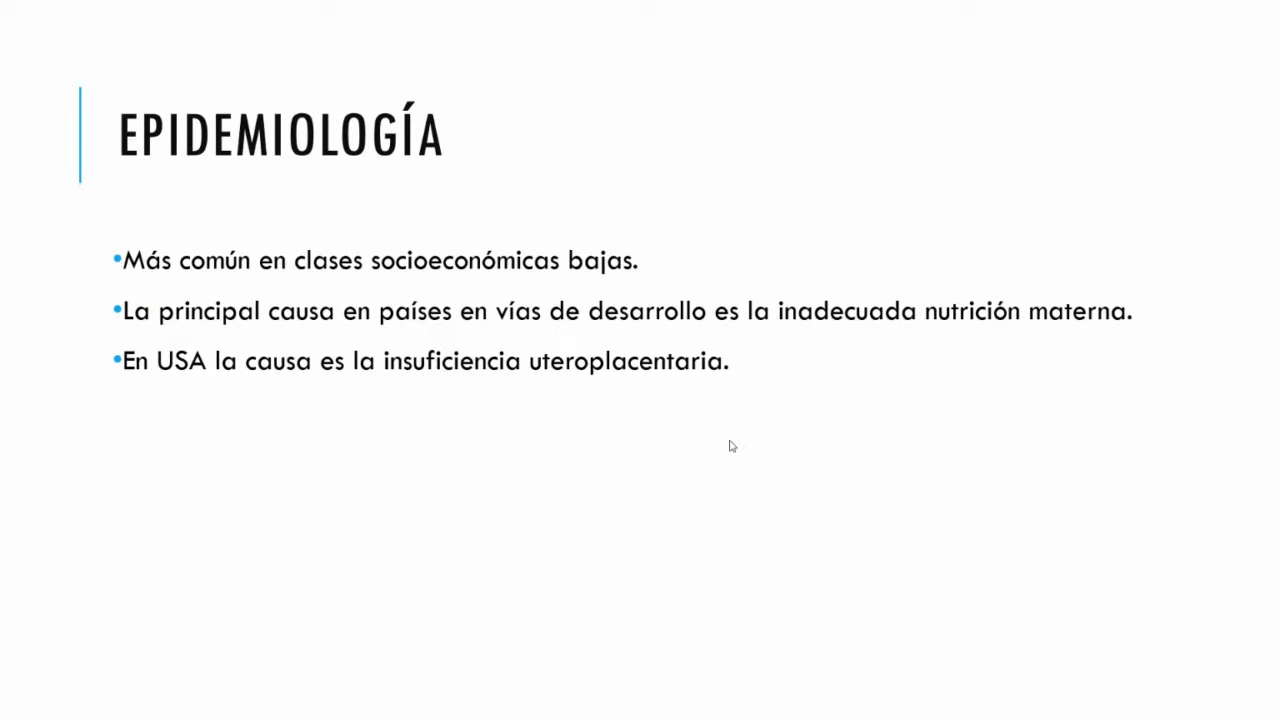 EPIDEMIOLOGÍA
•Más común en clases socioeconómicas bajas.
•La principal causa en países en vías de desarrollo es la inadecuada nutrición materna.
•En USA la causa es la insuficiencia uteroplacentaria.